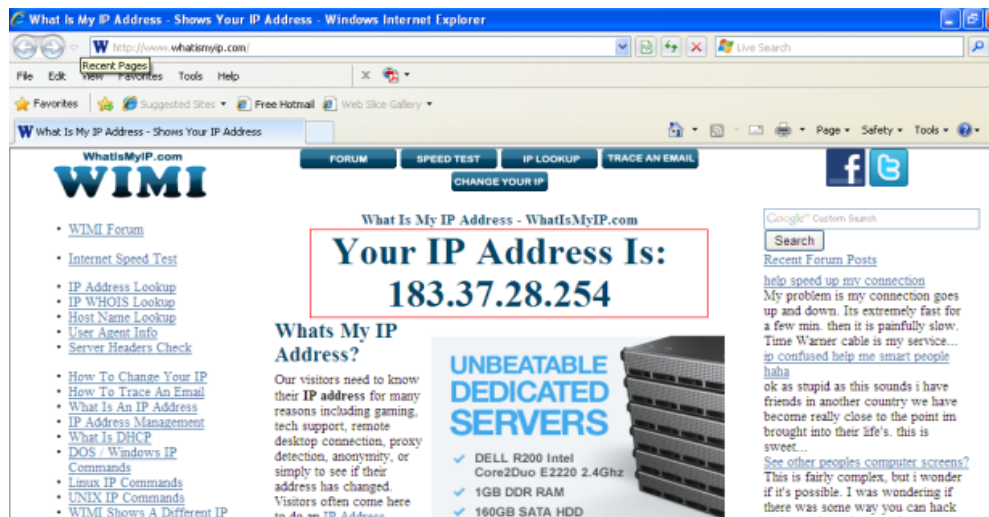 What Is My IP Address - Shows Your IP Address - Windows Internet Explorer
http://www.whatismyip.com/
Live Search
Recent Pages
File Edit View Favorites Tools Help
Favorites Suggested Sites Free Hotmail Web Slice Gallery
What Is My IP Address - Shows Your IP Address
Page Safety Tools
WhatIsMyIP.com
WIMI
FORUM SPEED TEST IP LOOKUP TRACE AN EMAIL
CHANGE YOUR IP
WIMI Forum
Internet Speed Test
IP Address Lookup
IP WHOIS Lookup
Host Name Lookup
User Agent Info
Server Headers Check
How To Change Your IP
How To Trace An Email
What Is An IP Address
IP Address Management
What Is DHCP
DOS / Windows IP
Commands
Linux IP Commands
UNIX IP Commands
WIMI Shows A Different IP
What Is My IP Address - WhatIsMyIP.com
Your IP Address Is:
183.37.28.254
Whats My IP
Address?
Our visitors need to know
their IP address for many
reasons including gaming,
tech support, remote
desktop connection, proxy
detection, anonymity, or
simply to see if their
address has changed.
Visitors often come here
to do an IP Address
UNBEATABLE
DEDICATED
SERVERS
DELL R200 Intel
Core2Duo E2220 2.4Ghz
1GB DDR RAM
160GB SATA HDD
Google Custom Search
Search
Recent Forum Posts
help speed up my connection
My problem is my connection goes
up and down. Its extremely fast for
a few min. then it is painfully slow.
Time Warner cable is my service...
ip confused help me smart people
haha
ok as stupid as this sounds i have
friends in another country we have
become really close to the point im
brought into their life's. this is
sweet...
See other peoples computer screens?
This is fairly complex, but i wonder
if it's possible. I was wondering if
there was some way you can hack